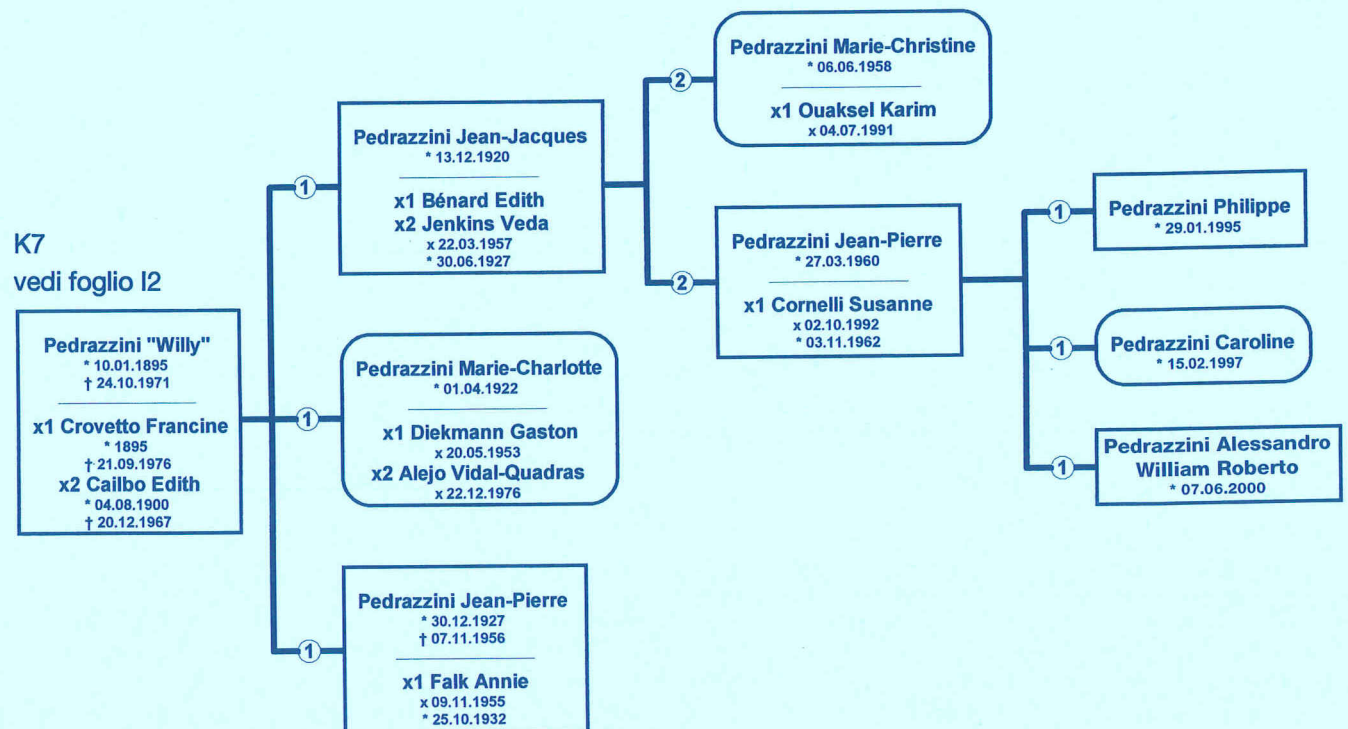 K7
vedi foglio I2
Pedrazzini "Willy"
* 10.01.1895
† 24.10.1971
x1 Crovetto Francine
* 1895
† 21.09.1976
x2 Cailbo Edith
* 04.08.1900
† 20.12.1967
1
Pedrazzini Jean-Jacques
* 13.12.1920
x1 Bénard Edith
x2 Jenkins Veda
x 22.03.1957
* 30.06.1927
1
Pedrazzini Marie-Charlotte
* 01.04.1922
x1 Diekmann Gaston
x 20.05.1953
x2 Alejo Vidal-Quadras
x 22.12.1976
1
Pedrazzini Jean-Pierre
* 30.12.1927
† 07.11.1956
x1 Falk Annie
x 09.11.1955
* 25.10.1932
2
Pedrazzini Marie-Christine
* 06.06.1958
x1 Ouaksel Karim
x 04.07.1991
2
Pedrazzini Jean-Pierre
* 27.03.1960
x1 Cornelli Susanne
x 02.10.1992
* 03.11.1962
1
Pedrazzini Philippe
* 29.01.1995
1
Pedrazzini Caroline
* 15.02.1997
1
Pedrazzini Alessandro
William Roberto
* 07.06.2000